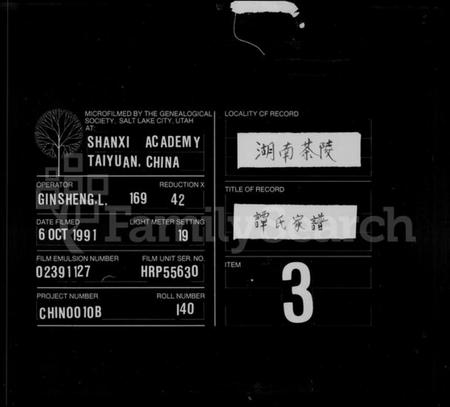 MICROFILMED BY THE GENEALOGICAL
SOCIETY, SALT LAKE CITY, UTAH
AT:
SHANXI ACADEMY
TAIYUAN, CHINA
OPERATOR
REDUCTION X
GINSHENG.L. 169 42
DATE FILMED
LIGHT METER SETTING
6 OCT 1991 19
FILM EMULSION NUMBER
FILM UNIT SER. NO.
02391127 HRP55630
PROJECT NUMBER
ROLL NUMBER
CHIN0010B 140
LOCALITY OF RECORD
湖南茶陵
TITLE OF RECORD
譚氏家譜
ITEM
3
FamilySearch